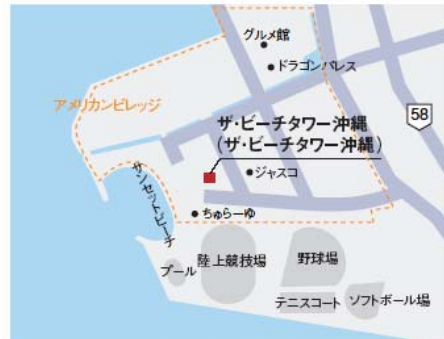 グルメ館
ドラゴンパレス
アメリカンビレッジ
58
ザ・ビーチタワー沖縄
(ザ・ビーチタワー沖縄)
ジャスコ
サンセットビーチ
ちゅらーゆ
プール
陸上競技場
野球場
テニスコート
ソフトボール場